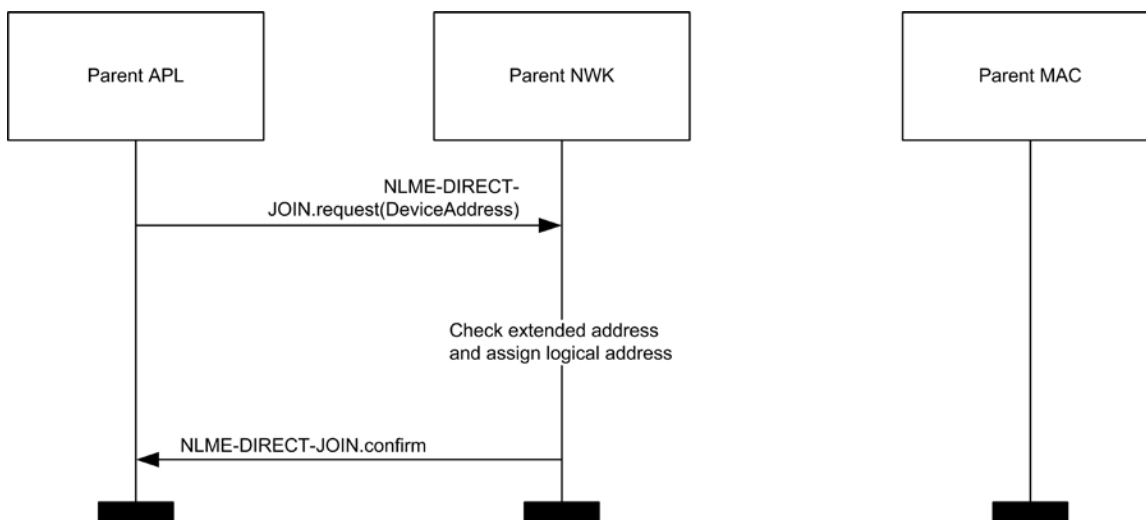 Parent APL
Parent NWK
Parent MAC
NLME-DIRECT-
JOIN.request(DeviceAddress)
Check extended address
and assign logical address
NLME-DIRECT-JOIN.confirm